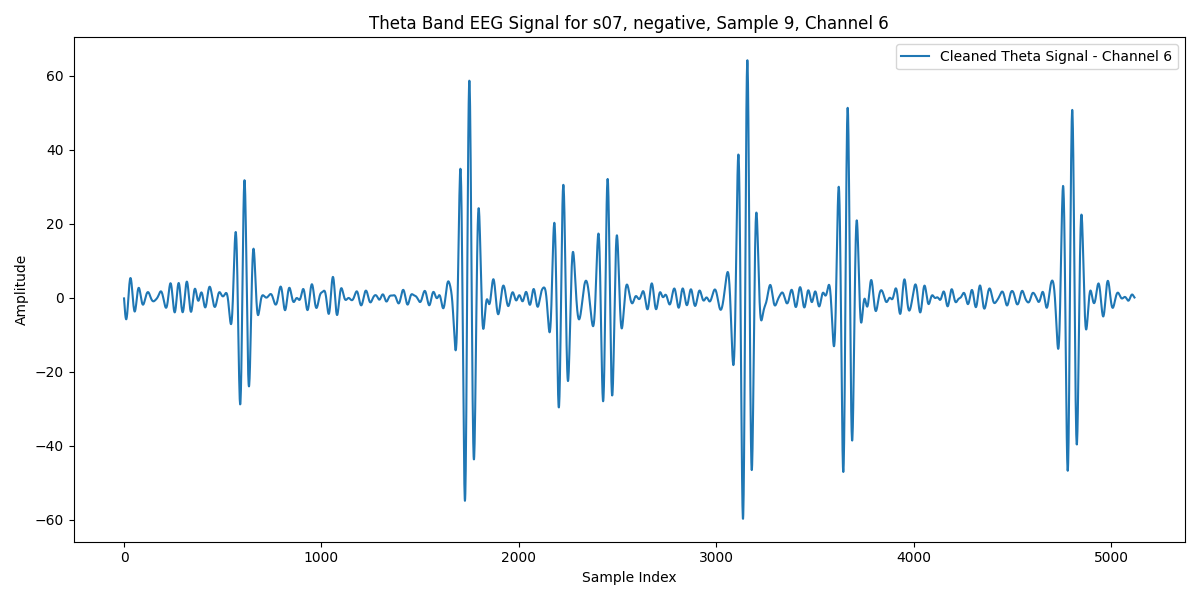 Theta Band EEG Signal for s07, negative, Sample 9, Channel 6
Cleaned Theta Signal - Channel 6
60
40
20
0
−20
−40
−60
Amplitude
0 1000 2000 3000 4000 5000
Sample Index